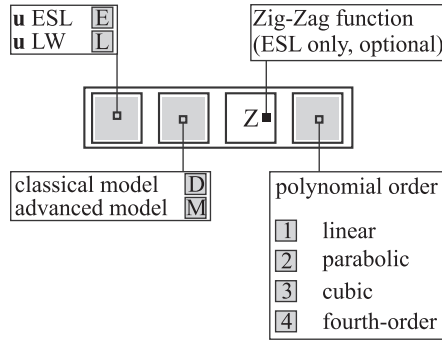 u ESL E
u LW L
Zig-Zag function
(ESL only, optional)
Z
classical model D
advanced model M
polynomial order
1 linear
2 parabolic
3 cubic
4 fourth-order